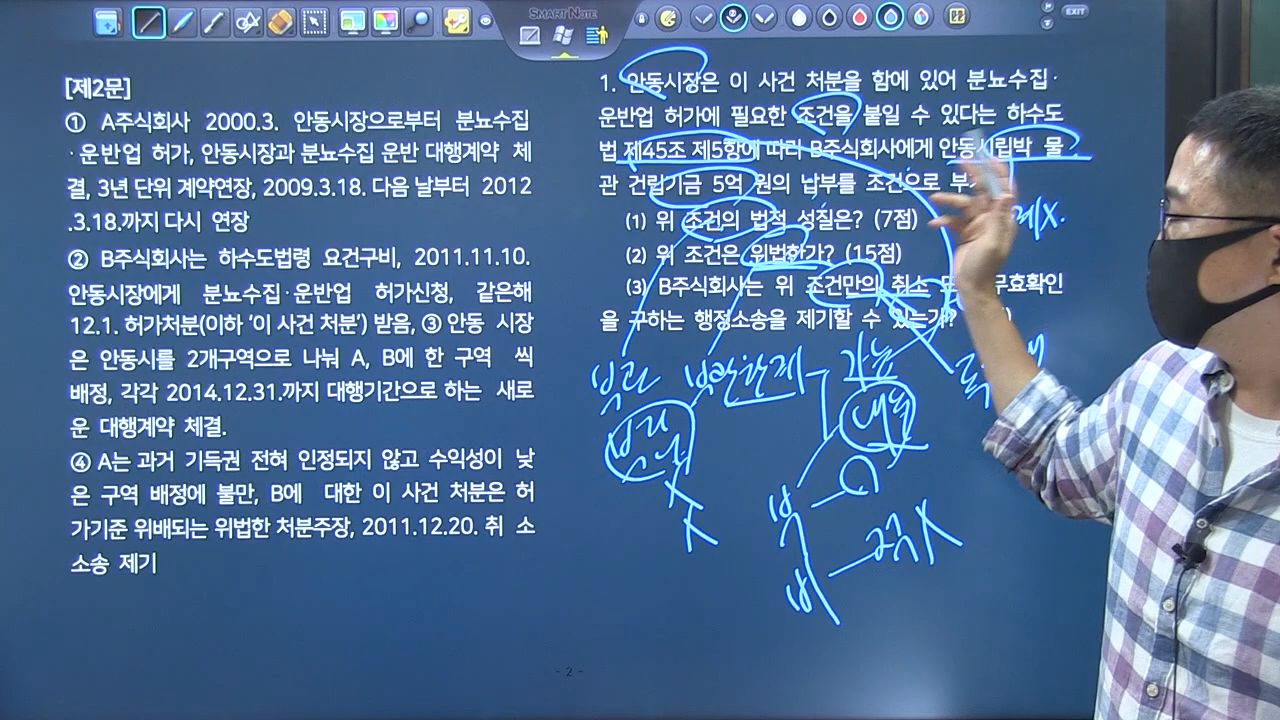 SMART NOTE
EXIT
[제2문]
① A주식회사 2000.3. 안동시장으로부터 분뇨수집
·운반업 허가, 안동시장과 분뇨수집 운반 대행계약 체
결, 3년 단위 계약연장, 2009.3.18. 다음 날부터 2012
.3.18.까지 다시 연장
② B주식회사는 하수도법령 요건구비, 2011.11.10.
안동시장에게 분뇨수집·운반업 허가신청, 같은해
12.1. 허가처분(이하 '이 사건 처분') 받음, ③ 안동 시장
은 안동시를 2개구역으로 나눠 A, B에 한 구역 씩
배정, 각각 2014.12.31.까지 대행기간으로 하는 새로
운 대행계약 체결.
④ A는 과거 기득권 전혀 인정되지 않고 수익성이 낮
은 구역 배정에 불만, B에 대한 이 사건 처분은 허
가기준 위배되는 위법한 처분주장, 2011.12.20. 취 소
소송 제기
1. 안동시장은 이 사건 처분을 함에 있어 분뇨수집·
운반업 허가에 필요한 조건을 붙일 수 있다는 하수도
법 제45조 제5항에 따라 B주식회사에게 안동시립박 물
관 건립기금 5억 원의 납부를 조건으로 부
(1) 위 조건의 법적 성질은? (7점)
(2) 위 조건은 위법한가? (15점)
(3) B주식회사는 위 조건만의 취소 무효확인
을 구하는 행정소송을 제기할 수 있는가?
부관 부관한계 가능
내용
부
X
- 2 -